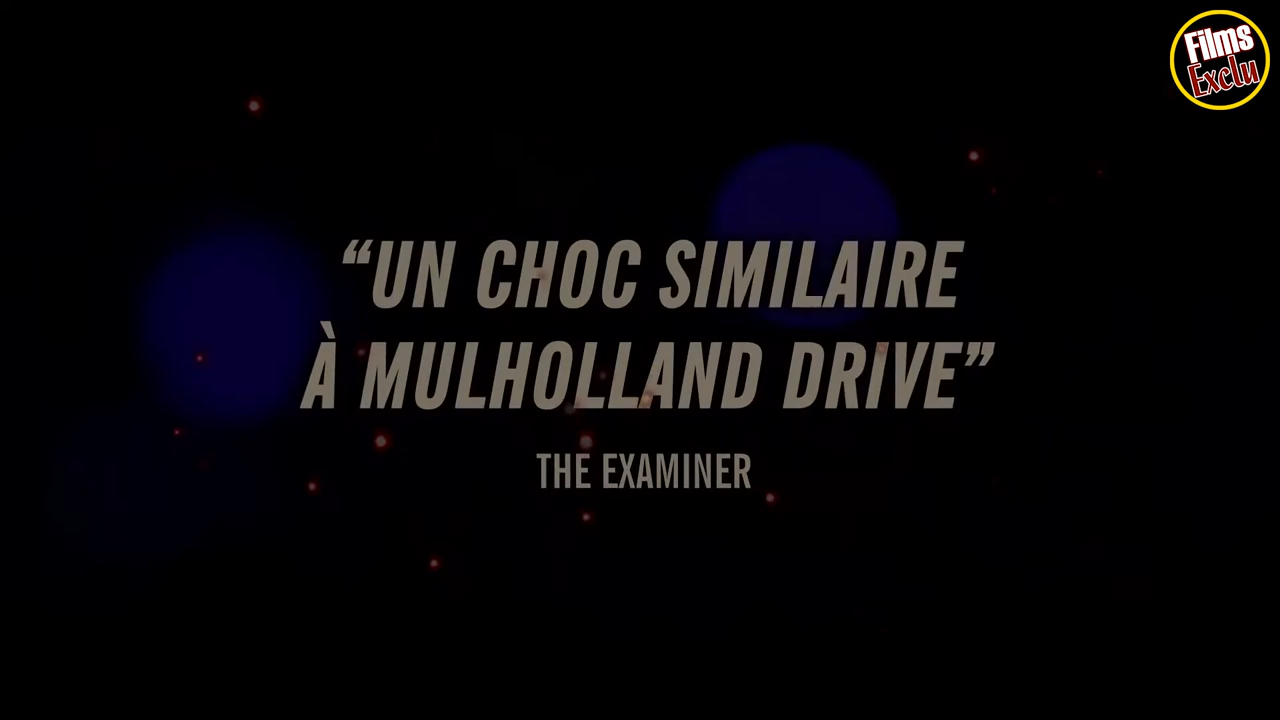 Films
Exclu
“UN CHOC SIMILAIRE
À MULHOLLAND DRIVE”
THE EXAMINER